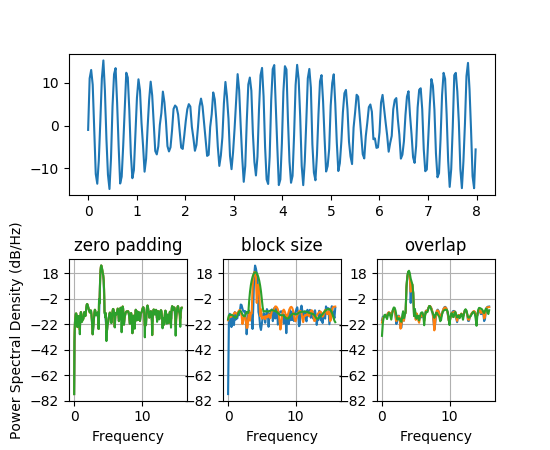 10
0
−10
0 1 2 3 4 5 6 7 8
zero padding block size overlap
Power Spectral Density (dB/Hz)
18 18 18
−2 −2 −2
−22 −22 −22
−42 −42 −42
−62 −62 −62
−82 −82 −82
0 10 0 10 0 10
Frequency Frequency Frequency